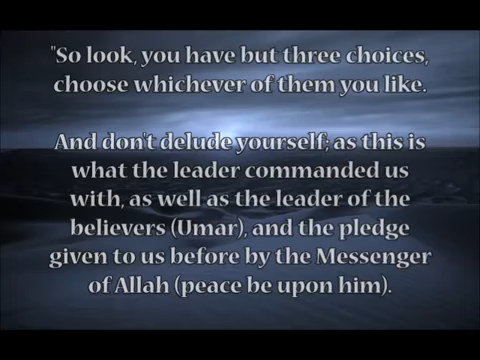 "So look, you have but three choices,
choose whichever of them you like.
And don't delude yourself; as this is
what the leader commanded us
with, as well as the leader of the
believers (Umar), and the pledge
given to us before by the Messenger
of Allah (peace be upon him).